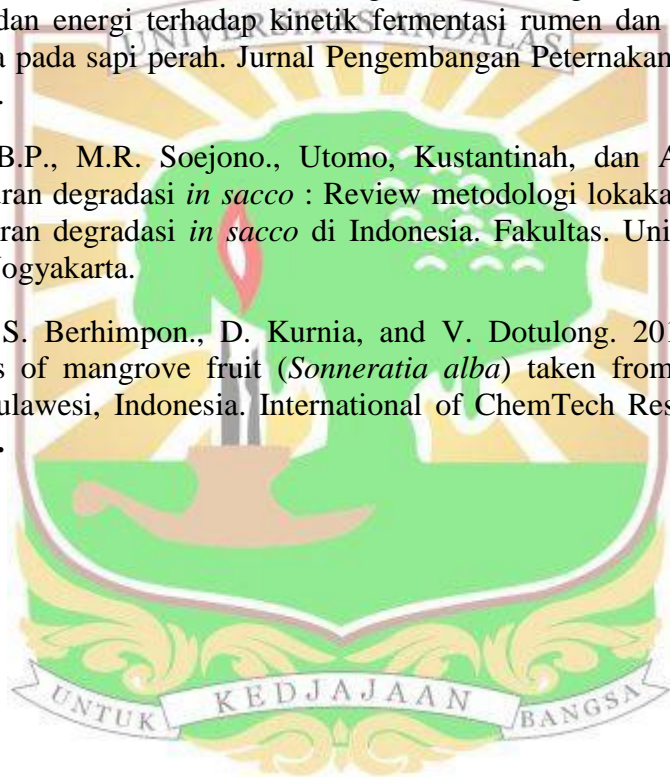 dan energi terhadap kinetik fermentasi rumen dan
UNIVERSITAS ANDALAS
a pada sapi perah. Jurnal Pengembangan Peternakan
.
B.P., M.R. Soejono., Utomo, Kustantinah, dan A
ran degradasi in sacco : Review metodologi lokaka
ran degradasi in sacco di Indonesia. Fakultas. Uni
Yogyakarta.
S. Berhimpon., D. Kurnia, and V. Dotulong. 201
s of mangrove fruit (Sonneratia alba) taken from
ulawesi, Indonesia. International of ChemTech Res
.
UNTUK KEDJAJAAN BANGSA